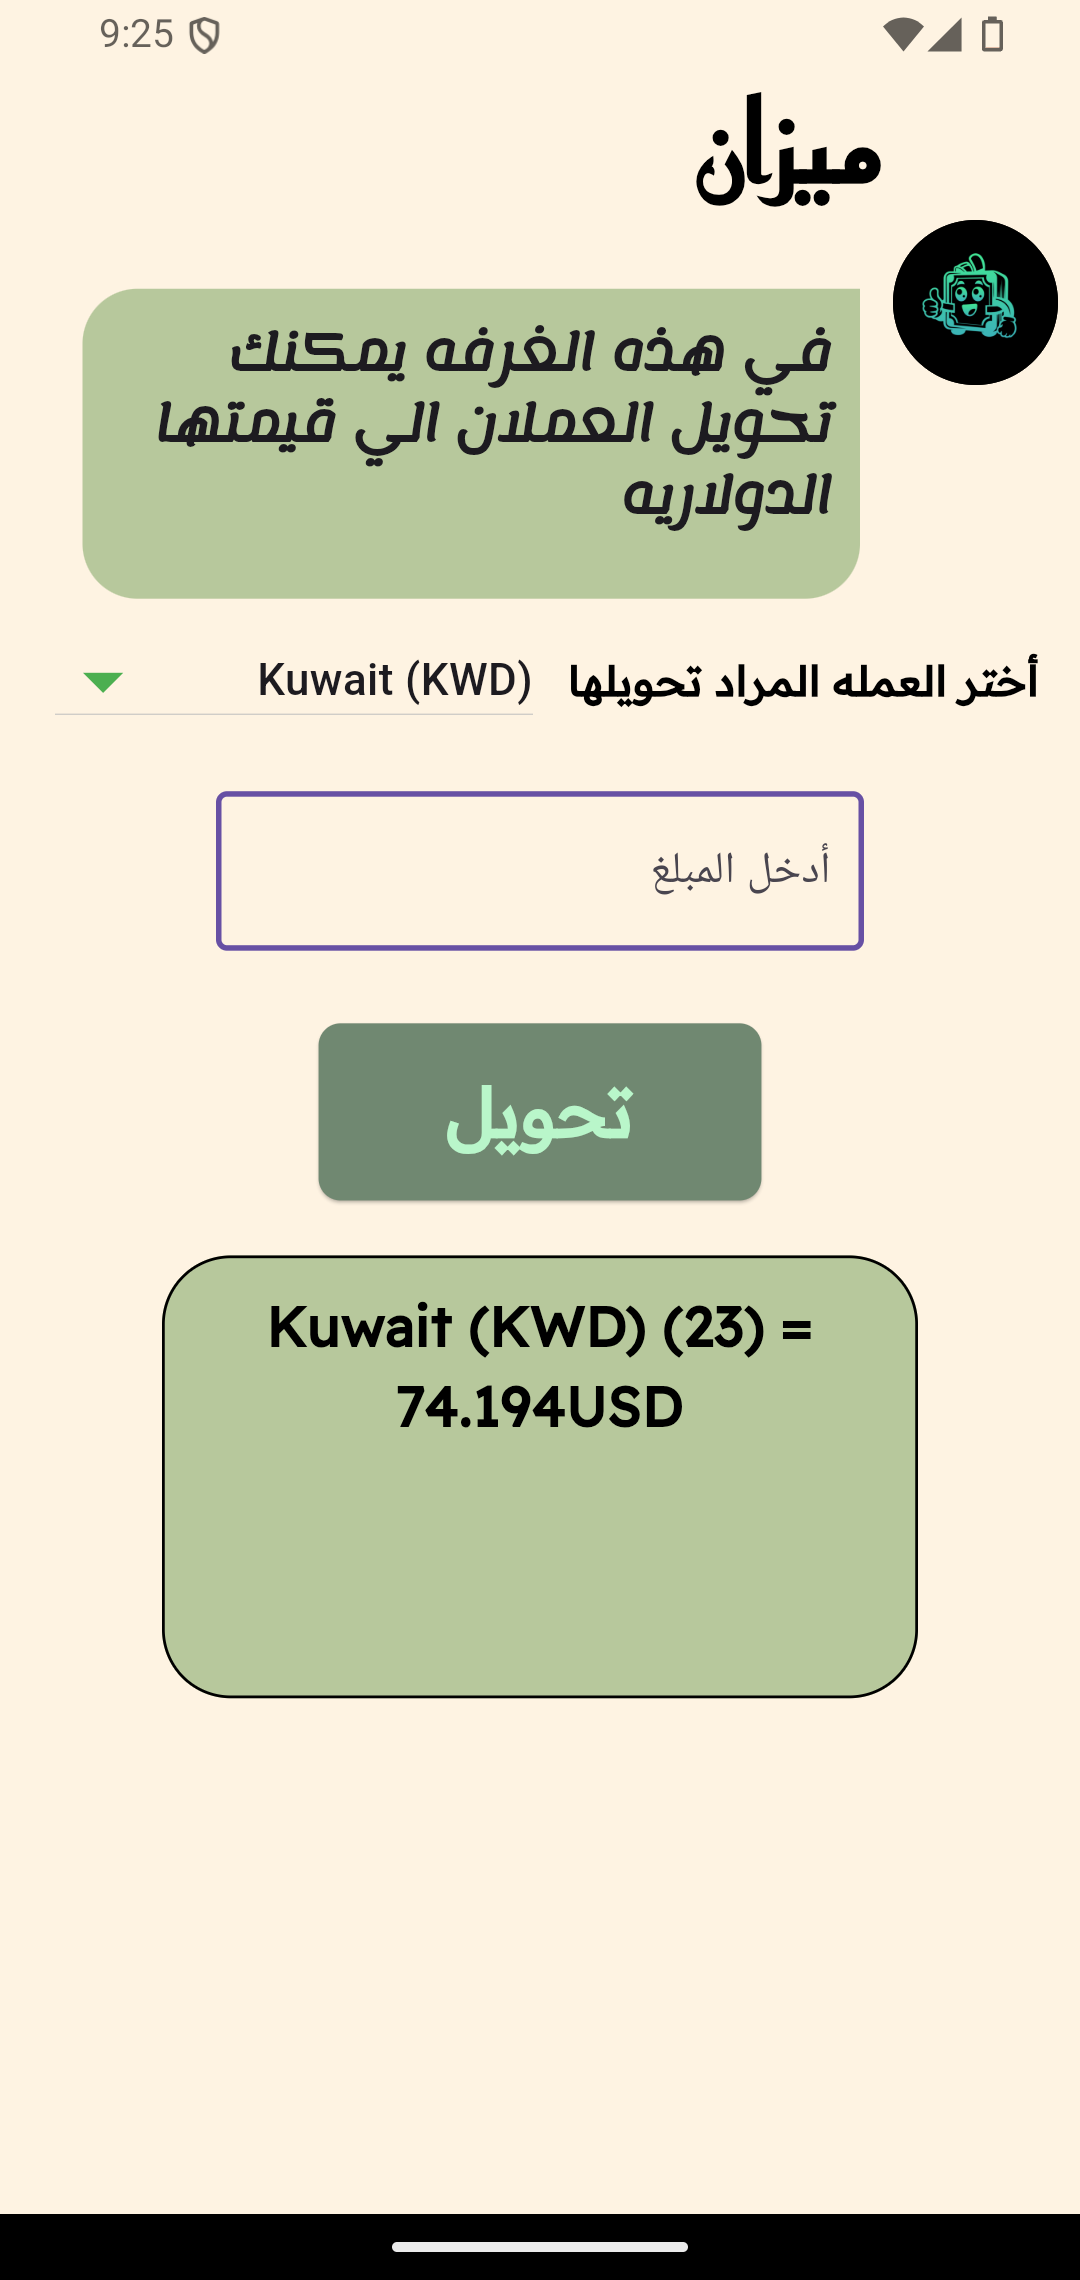 9:25
ميزان
في هذه الغرفه يمكنك
تحويل العملان الي قيمتها
الدولاريه
أختر العمله المراد تحويلها
Kuwait (KWD)
أدخل المبلغ
تحويل
Kuwait (KWD) (23) =
74.194USD